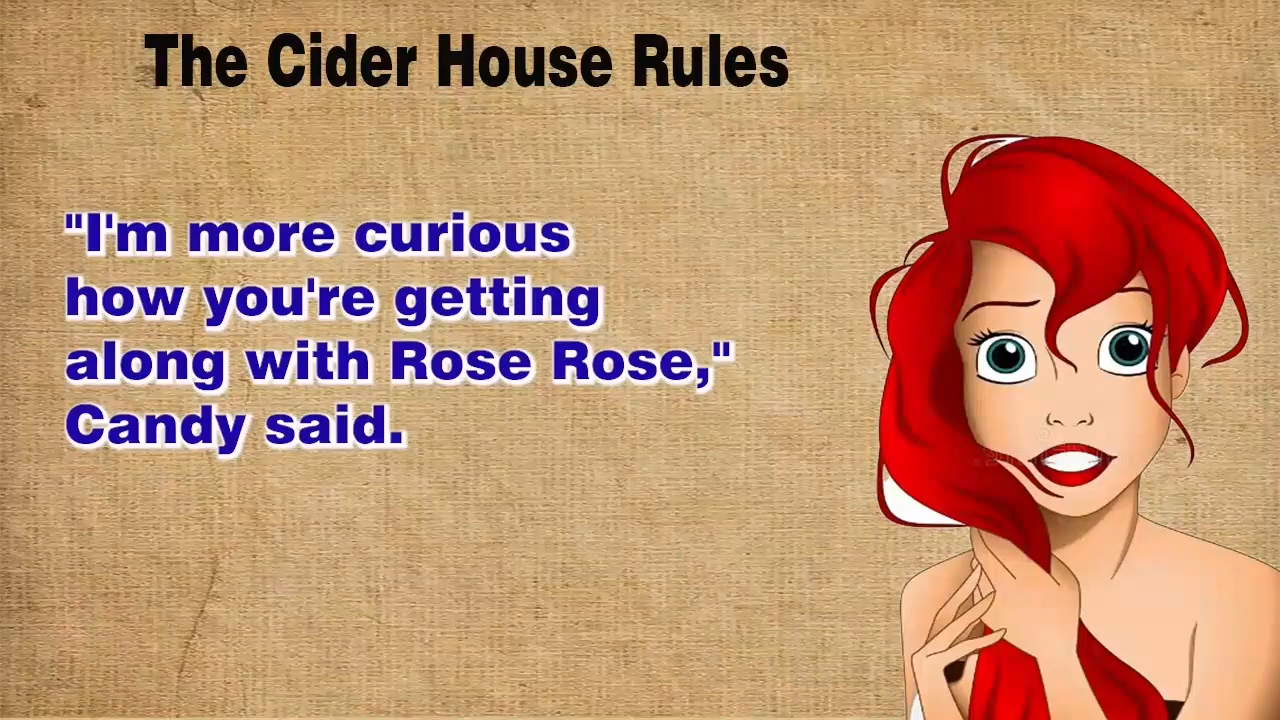 The Cider House Rules
"I'm more curious
how you're getting
along with Rose Rose,"
Candy said.